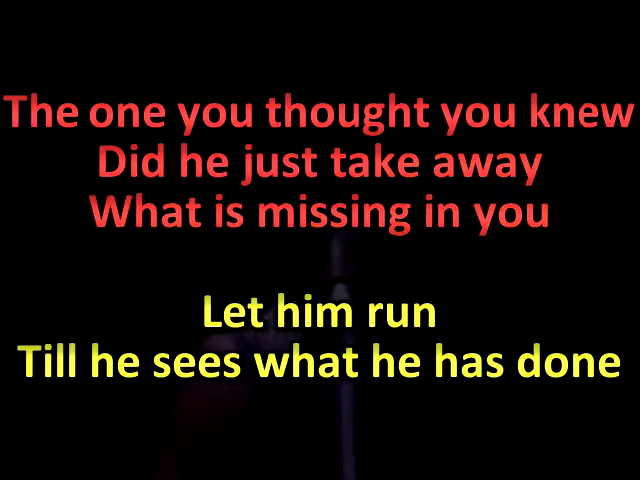 The one you thought you knew
Did he just take away
What is missing in you
Let him run
Till he sees what he has done